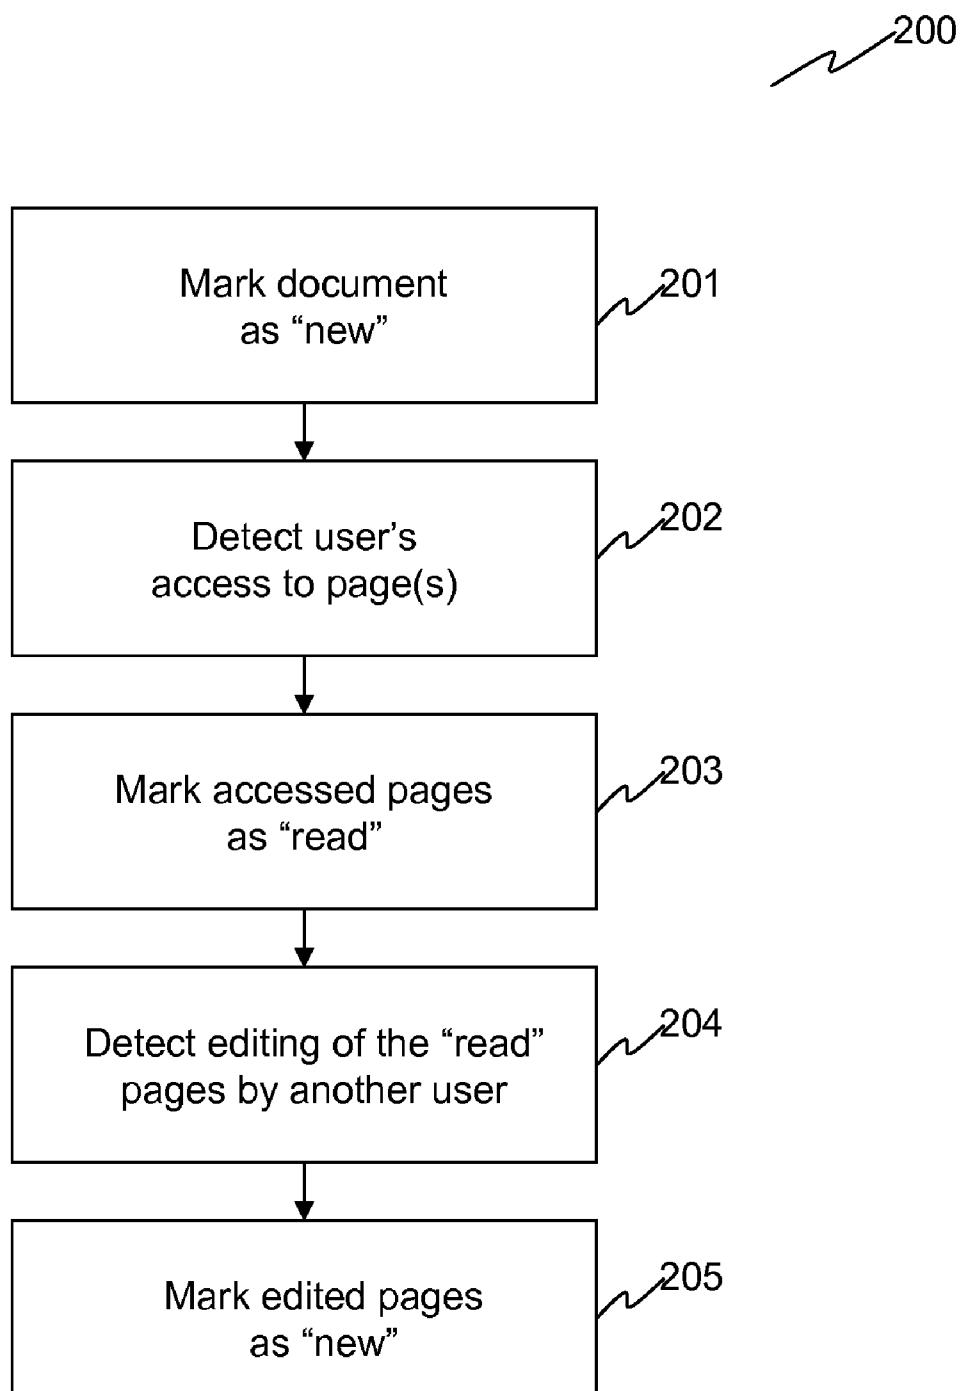 200
Mark document
as “new”
201
Detect user’s
access to page(s)
202
Mark accessed pages
as “read”
203
Detect editing of the “read”
pages by another user
204
Mark edited pages
as “new”
205